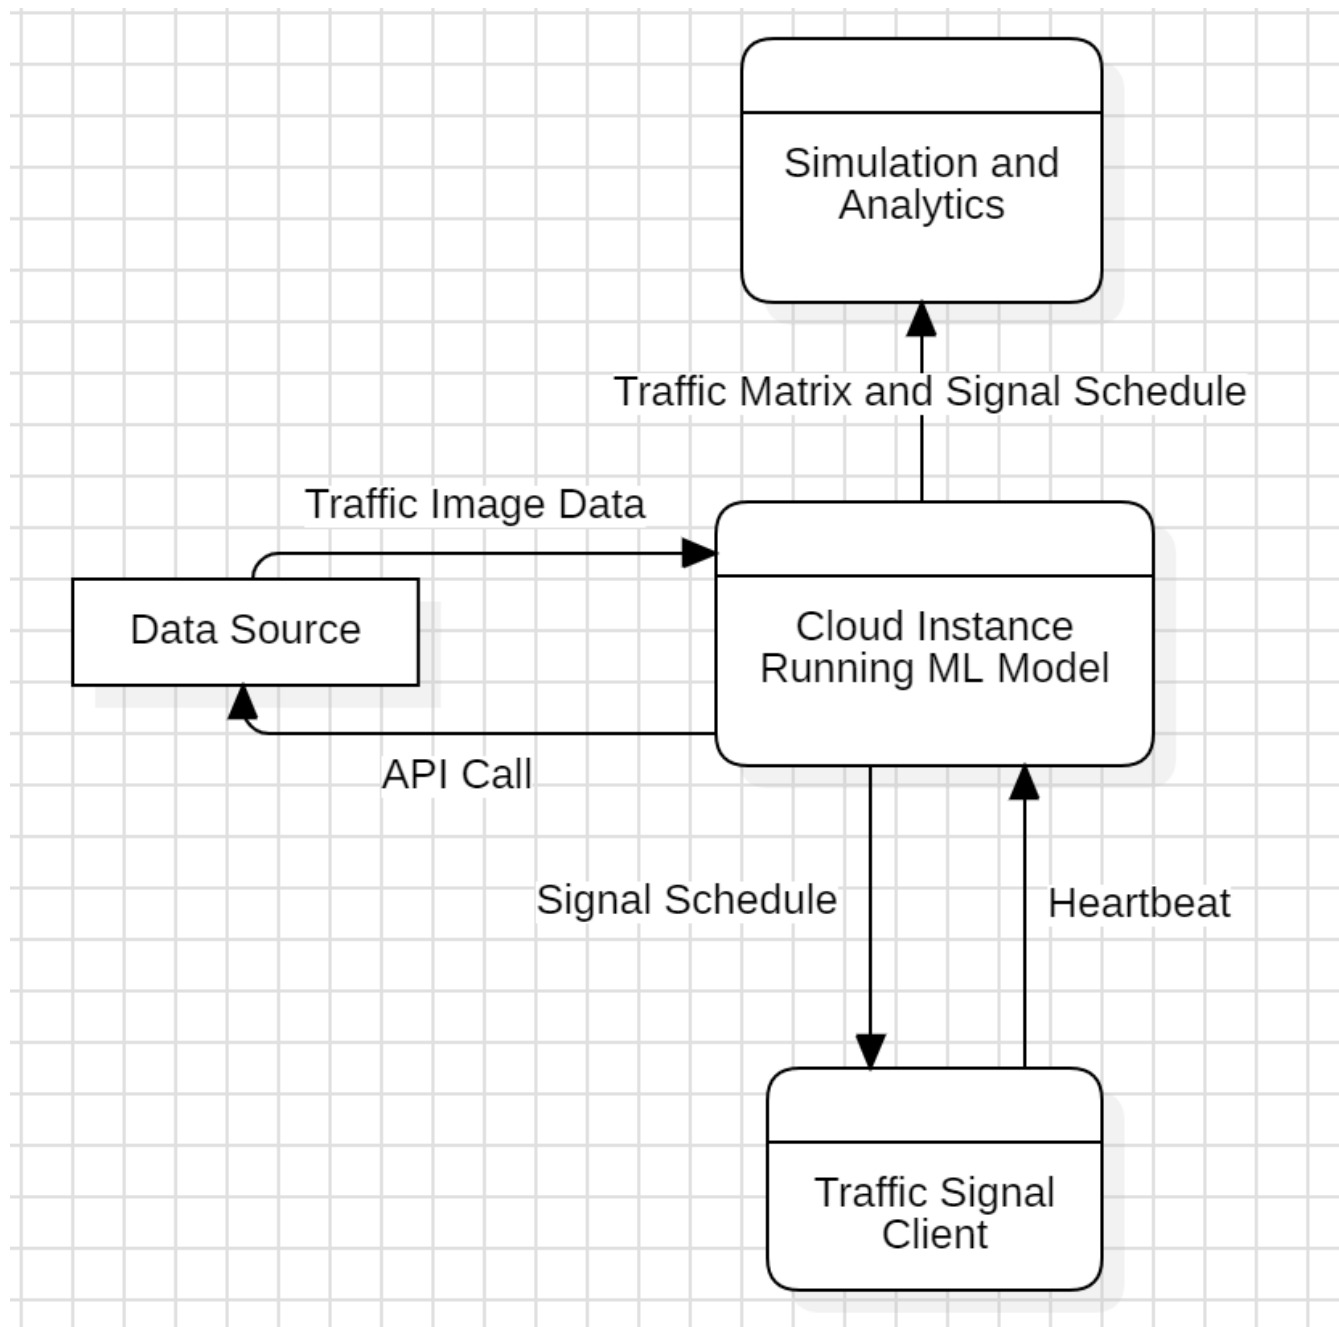 Simulation and
Analytics
Traffic Matrix and Signal Schedule
Traffic Image Data
Data Source
Cloud Instance
Running ML Model
API Call
Signal Schedule
Heartbeat
Traffic Signal
Client